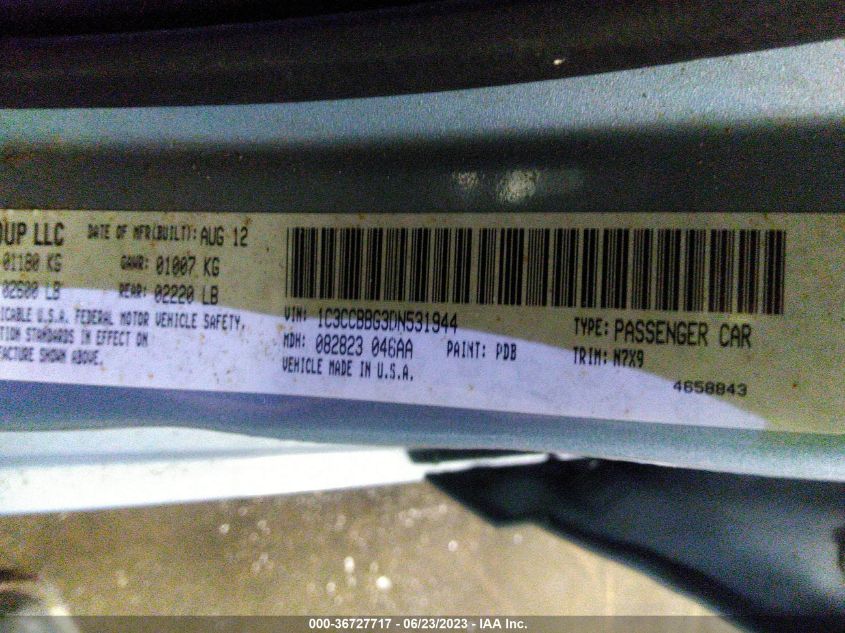 OUP LLC DATE OF MFR(BUILT): AUG 12
01180 KG GAWR: 01007 KG
02600 LB REAR: 02220 LB
ICABLE U.S.A. FEDERAL MOTOR VEHICLE SAFETY,
TION STANDARDS IN EFFECT ON
FACTURE SHOWN ABOVE.
VIN: 1C3CCBBG3DN531944 TYPE: PASSENGER CAR
MDH: 082823 046AA PAINT: PDB TRIM: N7X9
VEHICLE MADE IN U.S.A. 4658843
000-36727717 - 06/23/2023 - IAA Inc.